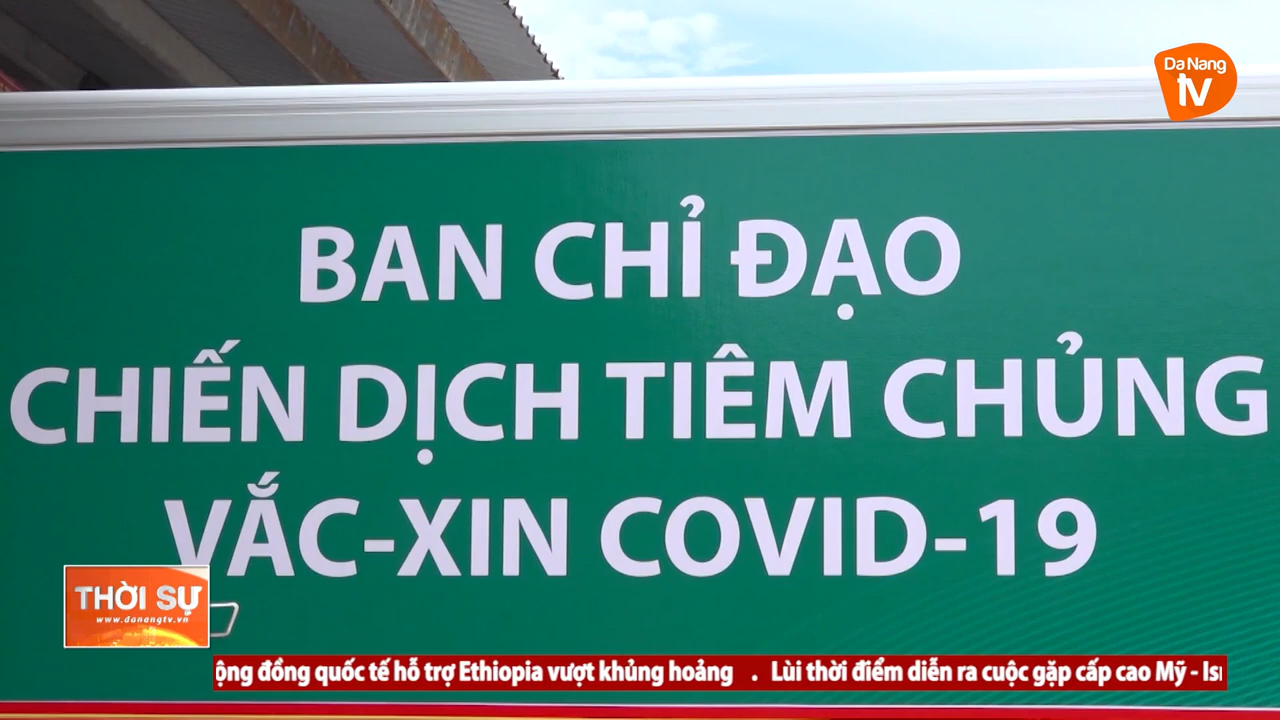 Da Nang
tv
BAN CHỈ ĐẠO
CHIẾN DỊCH TIÊM CHỦNG
VẮC-XIN COVID-19
THỜI SỰ
www.danangtv.vn
đồng quốc tế hỗ trợ Ethiopia vượt khủng hoảng . Lùi thời điểm diễn ra cuộc gặp cấp cao Mỹ -